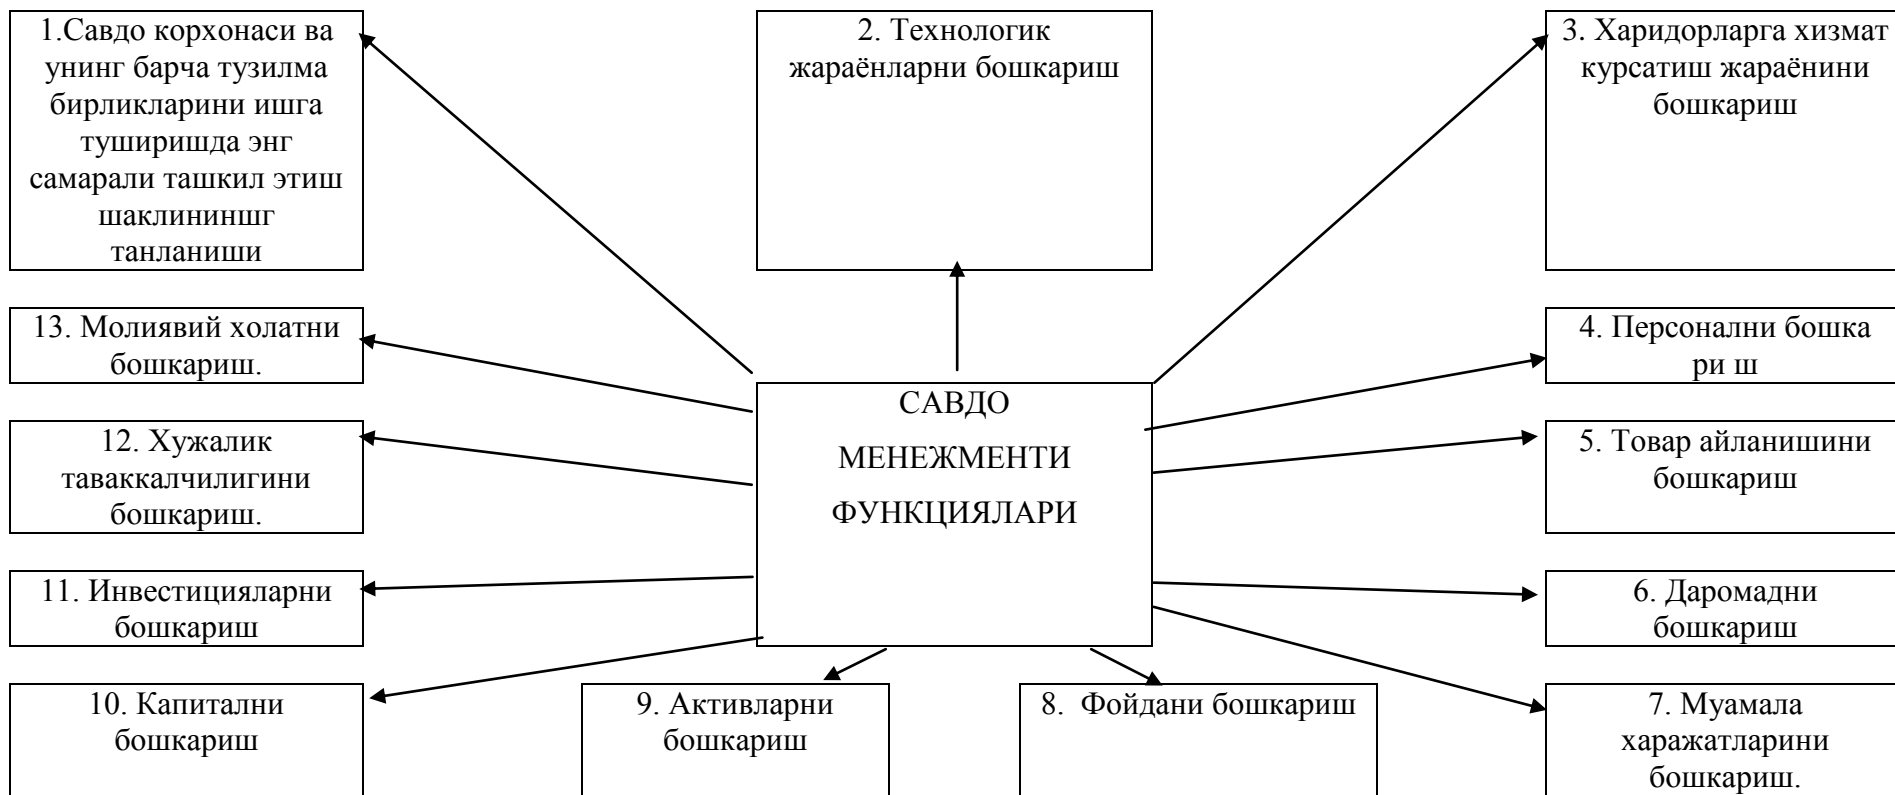 1.Савдо корхонаси ва
унинг барча тузилма
бирликларини ишга
туширишда энг
самарали ташкил этиш
шаклининшг
танланиши
2. Технологик
жараёнларни бошкариш
3. Харидорларга хизмат
курсатиш жараёнини
бошкариш
13. Молиявий холатни
бошкариш.
4. Персонални бошка
ри ш
САВДО
МЕНЕЖМЕНТИ
ФУНКЦИЯЛАРИ
12. Хужалик
таваккалчилигини
бошкариш.
5. Товар айланишини
бошкариш
11. Инвестицияларни
бошкариш
6. Даромадни
бошкариш
10. Капитални
бошкариш
9. Активларни
бошкариш
8. Фойдани бошкариш
7. Муамала
харажатларини
бошкариш.